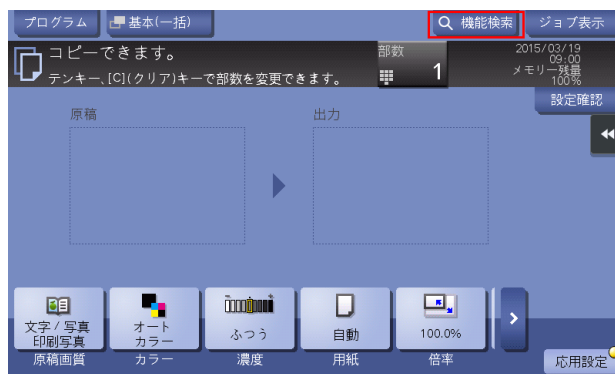 プログラム
基本(一括)
機能検索
ジョブ表示
コピーできます。
テンキー、[C](クリア)キーで部数を変更できます。
部数
1
2015/03/19
09:00
メモリー残量
100%
設定確認
原稿
出力
文字/写真
印刷写真
オート
カラー
ふつう
自動
100.0%
原稿画質
カラー
濃度
用紙
倍率
応用設定